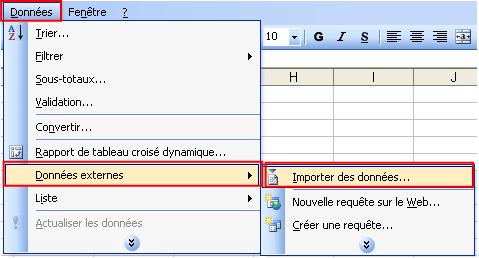 Données Fenêtre ?
10 G I S
H I J
Trier...
Filtrer
Sous-totaux...
Validation...
Convertir...
Rapport de tableau croisé dynamique...
Données externes
Importer des données...
Liste
Nouvelle requête sur le Web...
Actualiser les données
Créer une requête...